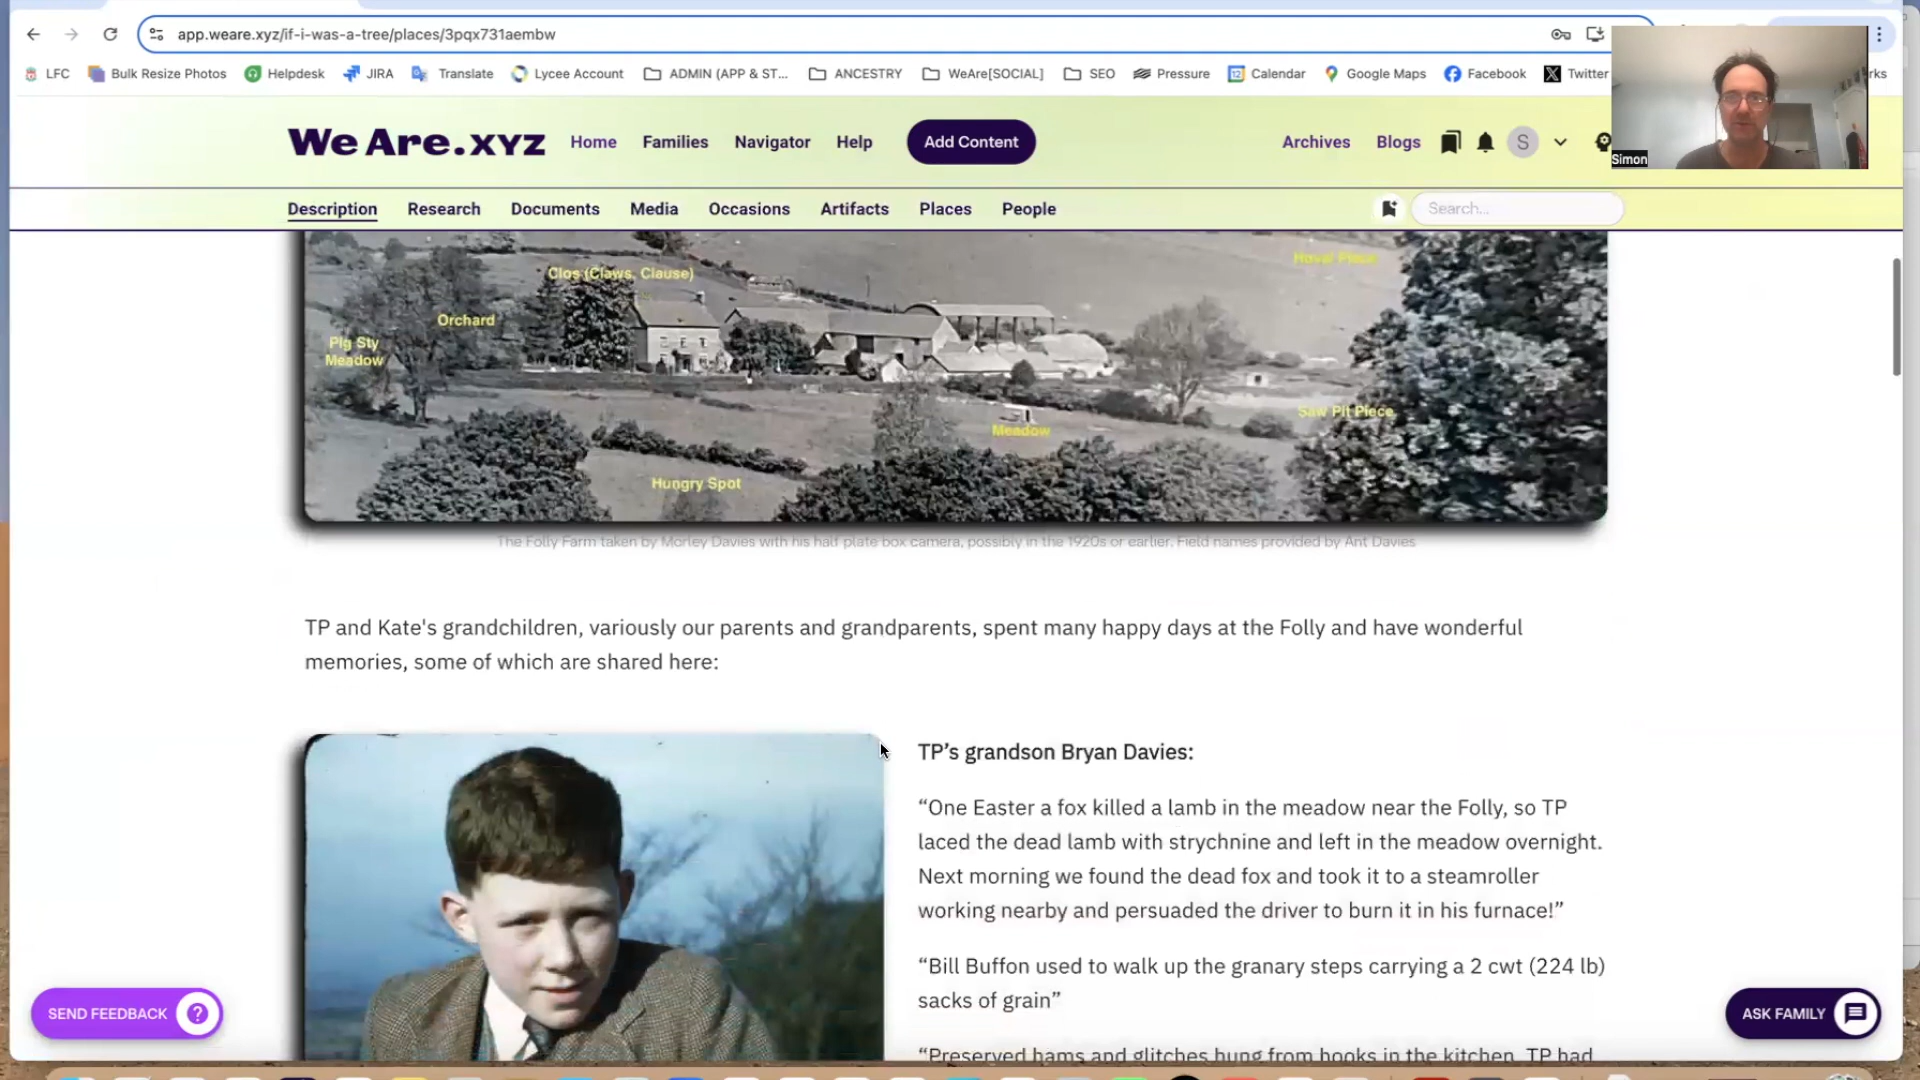 app.weare.xyz/if-i-was-a-tree/places/3pqx731aembw
LFC Bulk Resize Photos Helpdesk JIRA Translate Lycee Account ADMIN (APP & ST... ANCESTRY WeAre[SOCIAL] SEO Pressure Calendar Google Maps Facebook Twitter rks
Simon
We Are.xyz Home Families Navigator Help Add Content Archives Blogs S
Description Research Documents Media Occasions Artifacts Places People Search...
Hovel Piece
Clos (Claws, Clause)
Orchard
Pig Sty
Meadow
Saw Pit Piece
Meadow
Hungry Spot
The Folly Farm taken by Morley Davies with his half plate box camera, possibly in the 1920s or earlier. Field names provided by Ant Davies
TP and Kate's grandchildren, variously our parents and grandparents, spent many happy days at the Folly and have wonderful
memories, some of which are shared here:
TP’s grandson Bryan Davies:
“One Easter a fox killed a lamb in the meadow near the Folly, so TP
laced the dead lamb with strychnine and left in the meadow overnight.
Next morning we found the dead fox and took it to a steamroller
working nearby and persuaded the driver to burn it in his furnace!”
“Bill Buffon used to walk up the granary steps carrying a 2 cwt (224 lb)
sacks of grain”
“Preserved hams and glitches hung from hooks in the kitchen. TP had
SEND FEEDBACK ?
ASK FAMILY